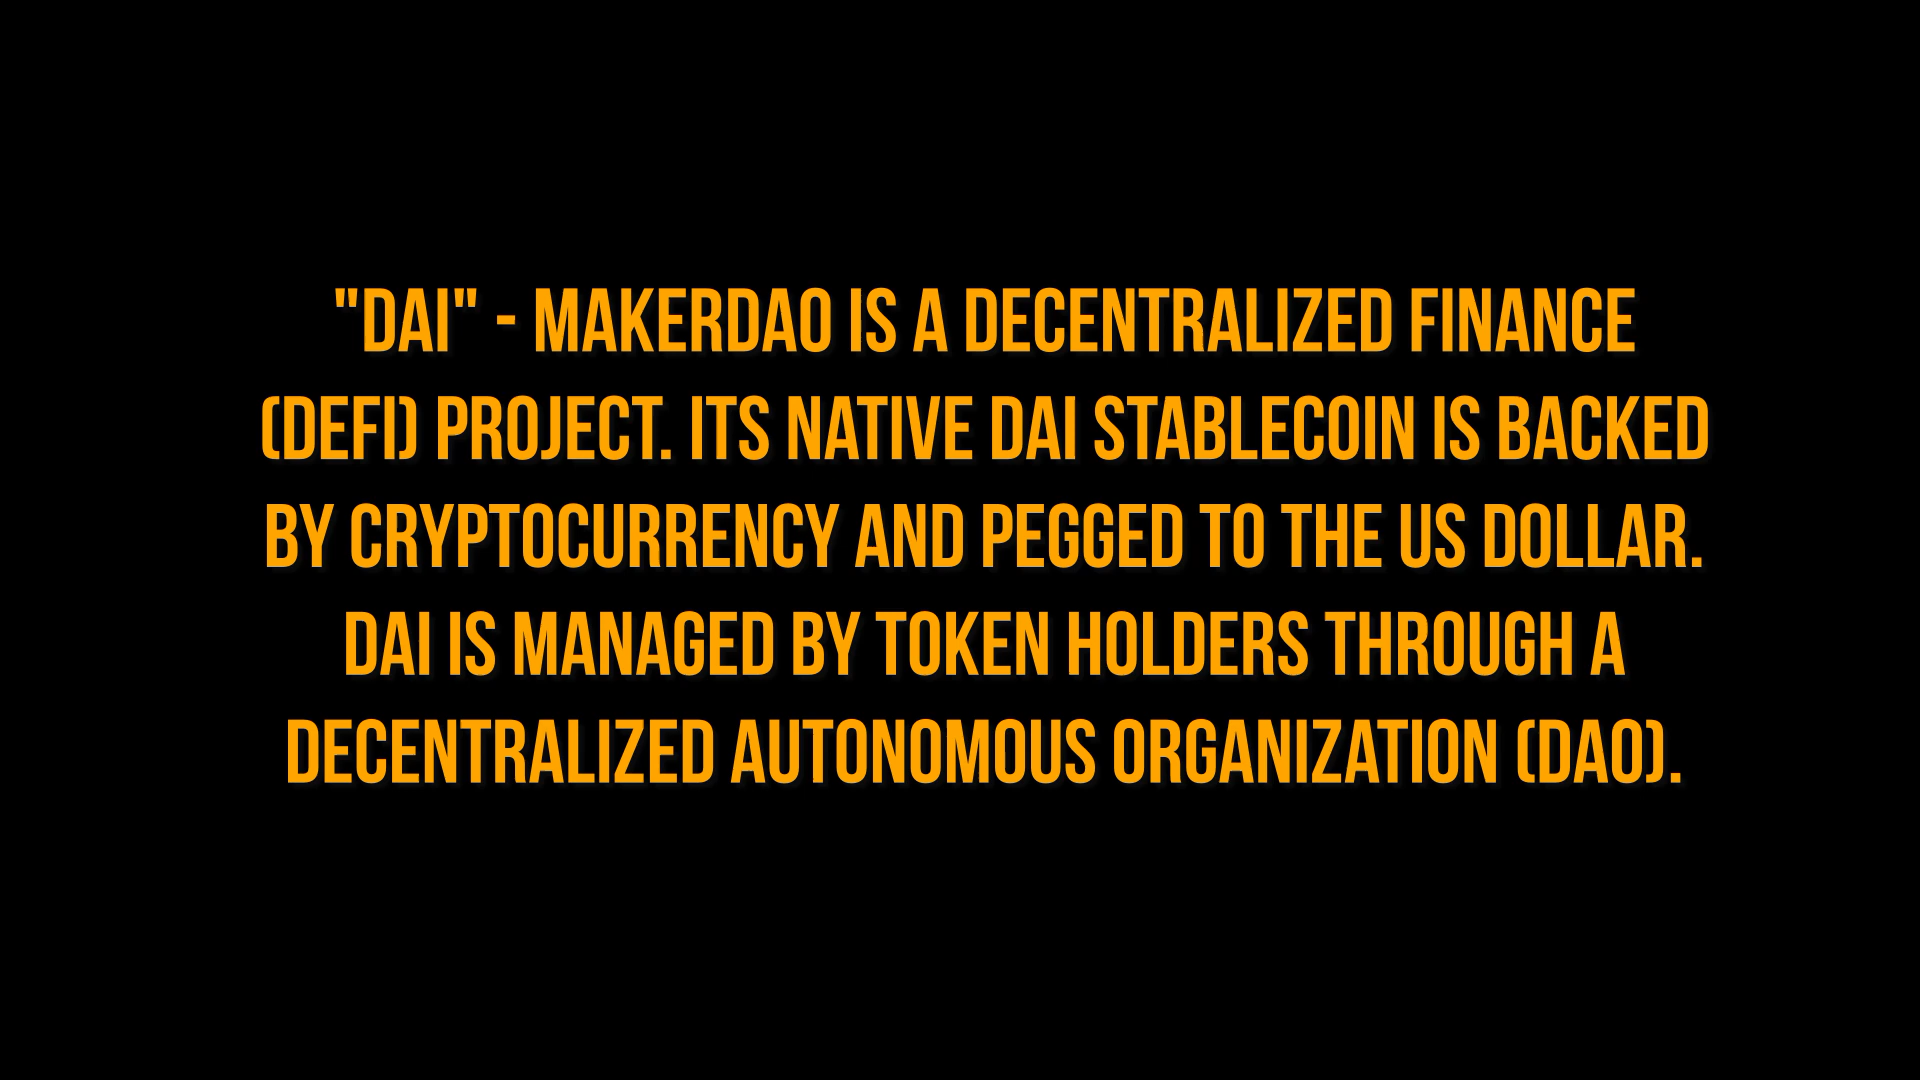 "DAI" - MAKERDAO IS A DECENTRALIZED FINANCE
(DEFI) PROJECT. ITS NATIVE DAI STABLECOIN IS BACKED
BY CRYPTOCURRENCY AND PEGGED TO THE US DOLLAR.
DAI IS MANAGED BY TOKEN HOLDERS THROUGH A
DECENTRALIZED AUTONOMOUS ORGANIZATION (DAO).